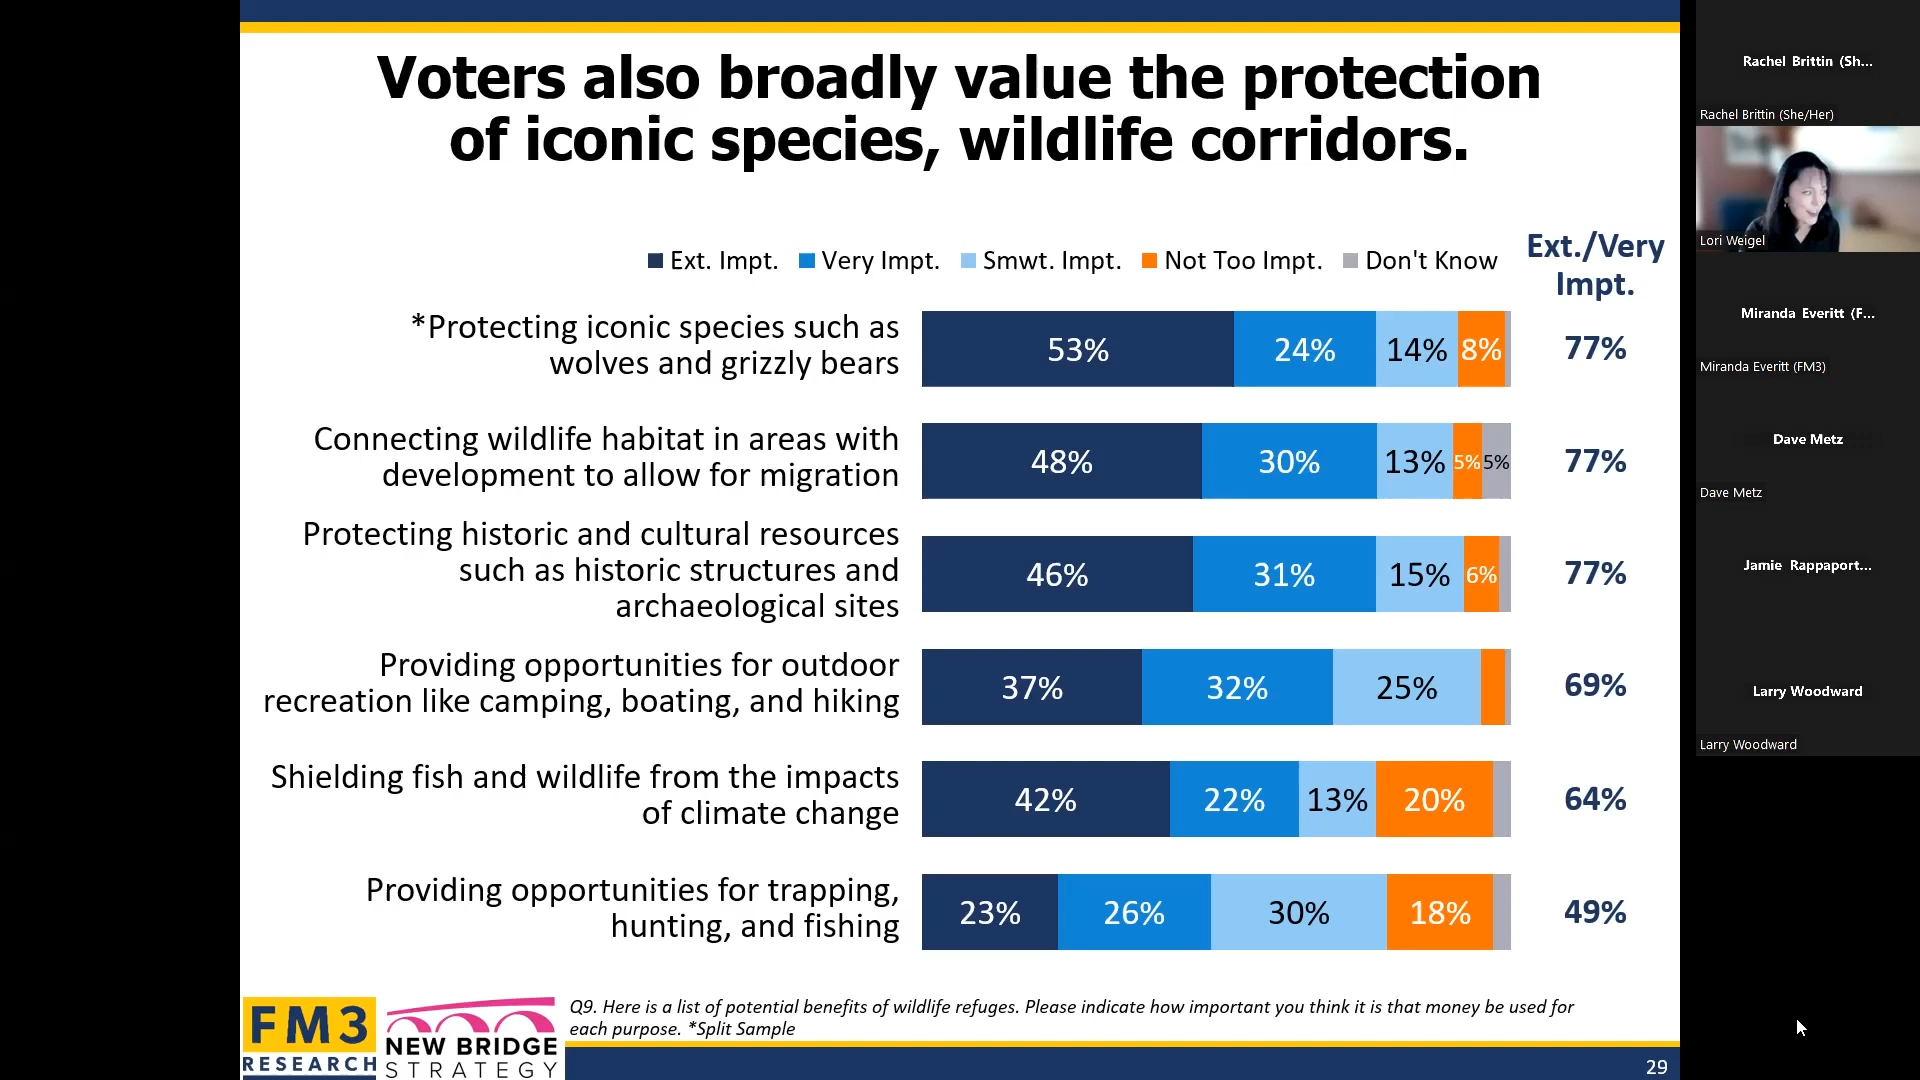 Voters also broadly value the protection
of iconic species, wildlife corridors.
Ext. Impt.
Very Impt.
Smwt. Impt.
Not Too Impt.
Don't Know
Ext./Very
Impt.
*Protecting iconic species such as
wolves and grizzly bears
53%
24%
14%
8%
77%
Connecting wildlife habitat in areas with
development to allow for migration
48%
30%
13%
5%
5%
77%
Protecting historic and cultural resources
such as historic structures and
archaeological sites
46%
31%
15%
6%
77%
Providing opportunities for outdoor
recreation like camping, boating, and hiking
37%
32%
25%
69%
Shielding fish and wildlife from the impacts
of climate change
42%
22%
13%
20%
64%
Providing opportunities for trapping,
hunting, and fishing
23%
26%
30%
18%
49%
FM3
RESEARCH
NEW BRIDGE
STRATEGY
Q9. Here is a list of potential benefits of wildlife refuges. Please indicate how important you think it is that money be used for
each purpose. *Split Sample
29
Rachel Brittin (Sh...
Rachel Brittin (She/Her)
Lori Weigel
Miranda Everitt (F...
Miranda Everitt (FM3)
Dave Metz
Dave Metz
Jamie Rappaport...
Larry Woodward
Larry Woodward